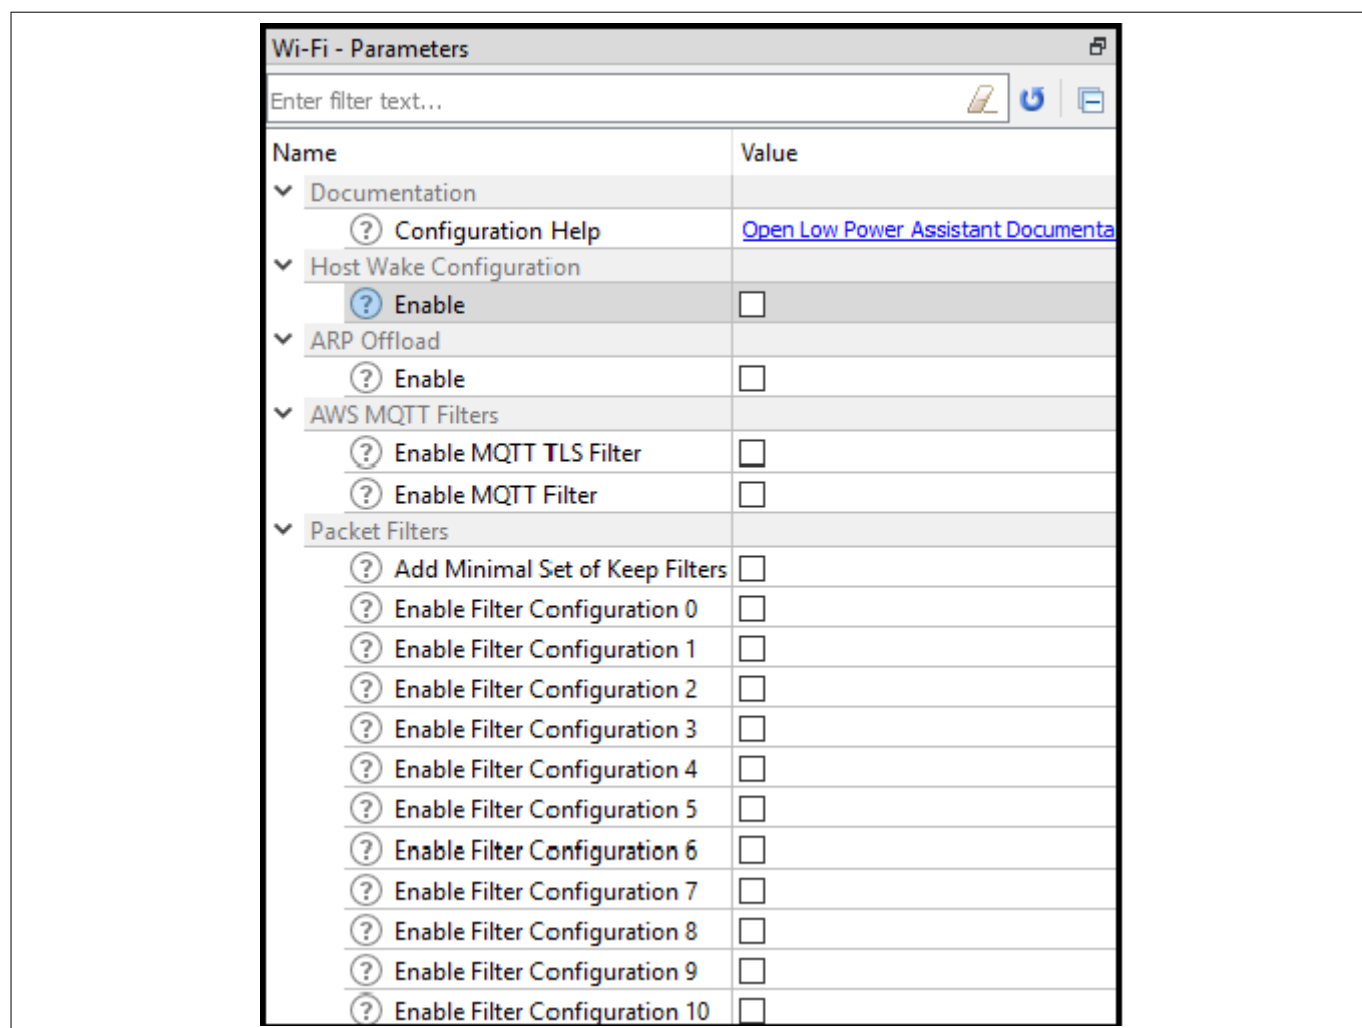 Wi-Fi - Parameters
Enter filter text...
Name Value
Documentation
? Configuration Help Open Low Power Assistant Documenta
Host Wake Configuration
? Enable
ARP Offload
? Enable
AWS MQTT Filters
? Enable MQTT TLS Filter
? Enable MQTT Filter
Packet Filters
? Add Minimal Set of Keep Filters
? Enable Filter Configuration 0
? Enable Filter Configuration 1
? Enable Filter Configuration 2
? Enable Filter Configuration 3
? Enable Filter Configuration 4
? Enable Filter Configuration 5
? Enable Filter Configuration 6
? Enable Filter Configuration 7
? Enable Filter Configuration 8
? Enable Filter Configuration 9
? Enable Filter Configuration 10